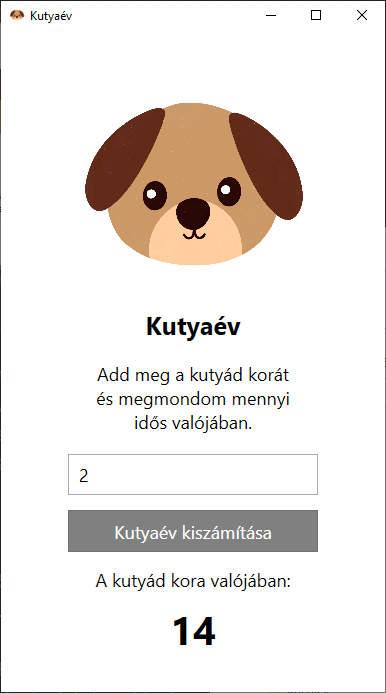 Kutyaév
Kutyaév
Add meg a kutyád korát
és megmondom mennyi
idős valójában.
2
Kutyaév kiszámítása
A kutyád kora valójában:
14